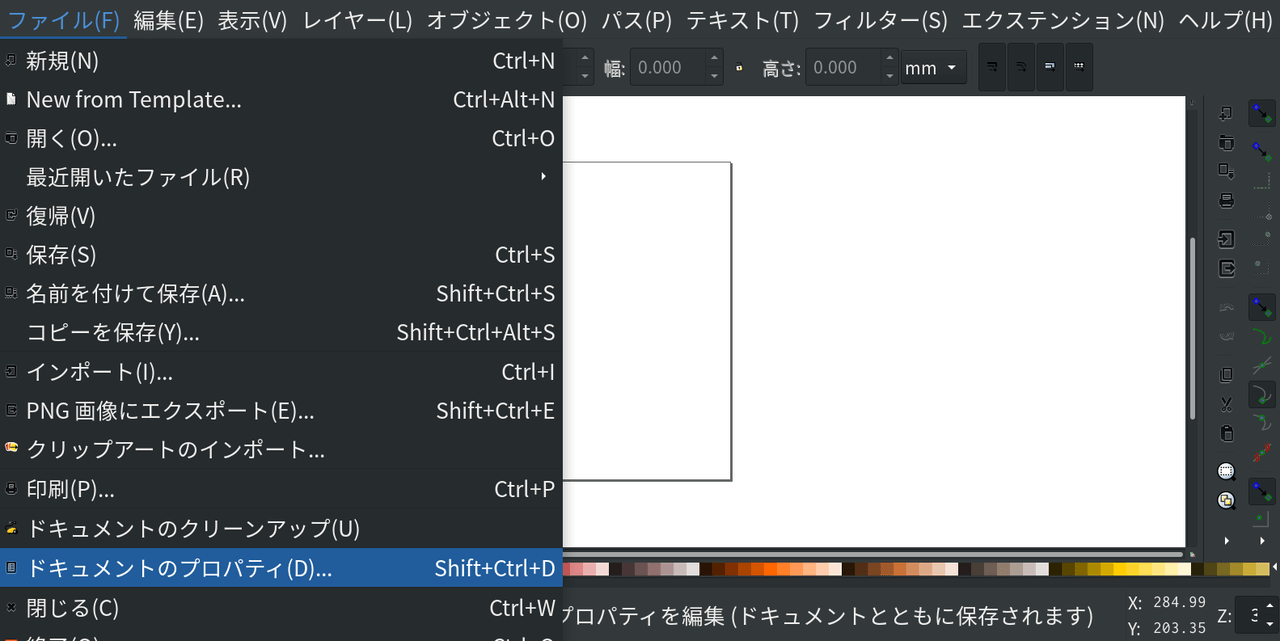 ファイル(F) 編集(E) 表示(V) レイヤー(L) オブジェクト(O) パス(P) テキスト(T) フィルター(S) エクステンション(N) ヘルプ(H)
幅: 0.000 高さ: 0.000 mm
新規(N) Ctrl+N
New from Template... Ctrl+Alt+N
開く(O)... Ctrl+O
最近開いたファイル(R)
復帰(V)
保存(S) Ctrl+S
名前を付けて保存(A)... Shift+Ctrl+S
コピーを保存(Y)... Shift+Ctrl+Alt+S
インポート(I)... Ctrl+I
PNG 画像にエクスポート(E)... Shift+Ctrl+E
クリップアートのインポート...
印刷(P)... Ctrl+P
ドキュメントのクリーンアップ(U)
ドキュメントのプロパティ(D)... Shift+Ctrl+D
閉じる(C) Ctrl+W
プロパティを編集 (ドキュメントとともに保存されます)
X: 284.99
Y: 203.35
Z: